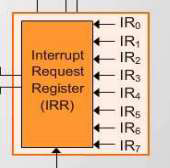 Interrupt
Request
Register
(IRR)
IR0
IR1
IR2
IR3
IR4
IR5
IR6
IR7